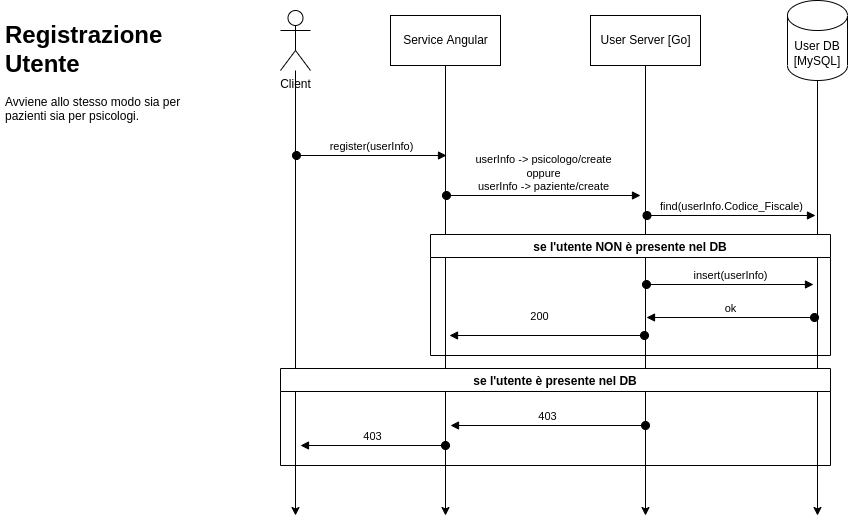 Registrazione
Utente
Avviene allo stesso modo sia per
pazienti sia per psicologi.
Client
Service Angular
User Server [Go]
User DB
[MySQL]
register(userInfo)
userInfo -> psicologo/create
oppure
userInfo -> paziente/create
find(userInfo.Codice_Fiscale)
se l'utente NON è presente nel DB
insert(userInfo)
ok
200
se l'utente è presente nel DB
403
403